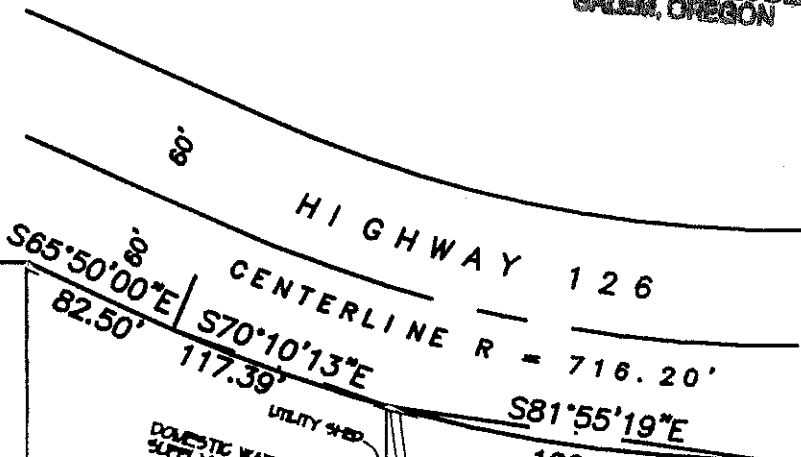 SALEM, OREGON
60'
HIGHWAY 126
60'
CENTERLINE R = 716.20'
S65°50'00"E
82.50'
S70°10'13"E
117.39'
S81°55'19"E
UTILITY SHED
DOMESTIC